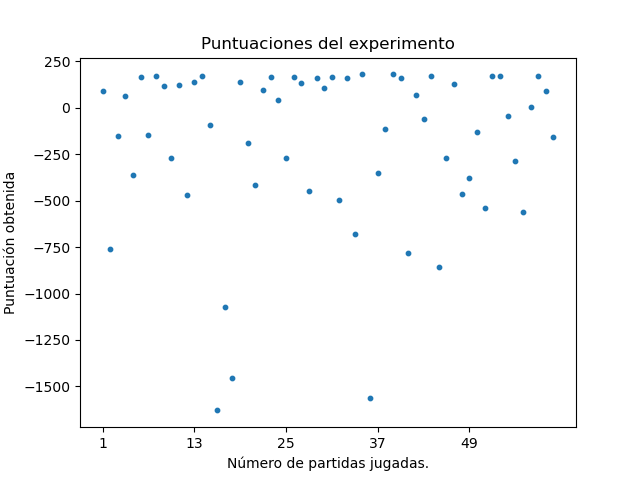 Puntuaciones del experimento
Puntuación obtenida
250
0
−250
−500
−750
−1000
−1250
−1500
1 13 25 37 49
Número de partidas jugadas.